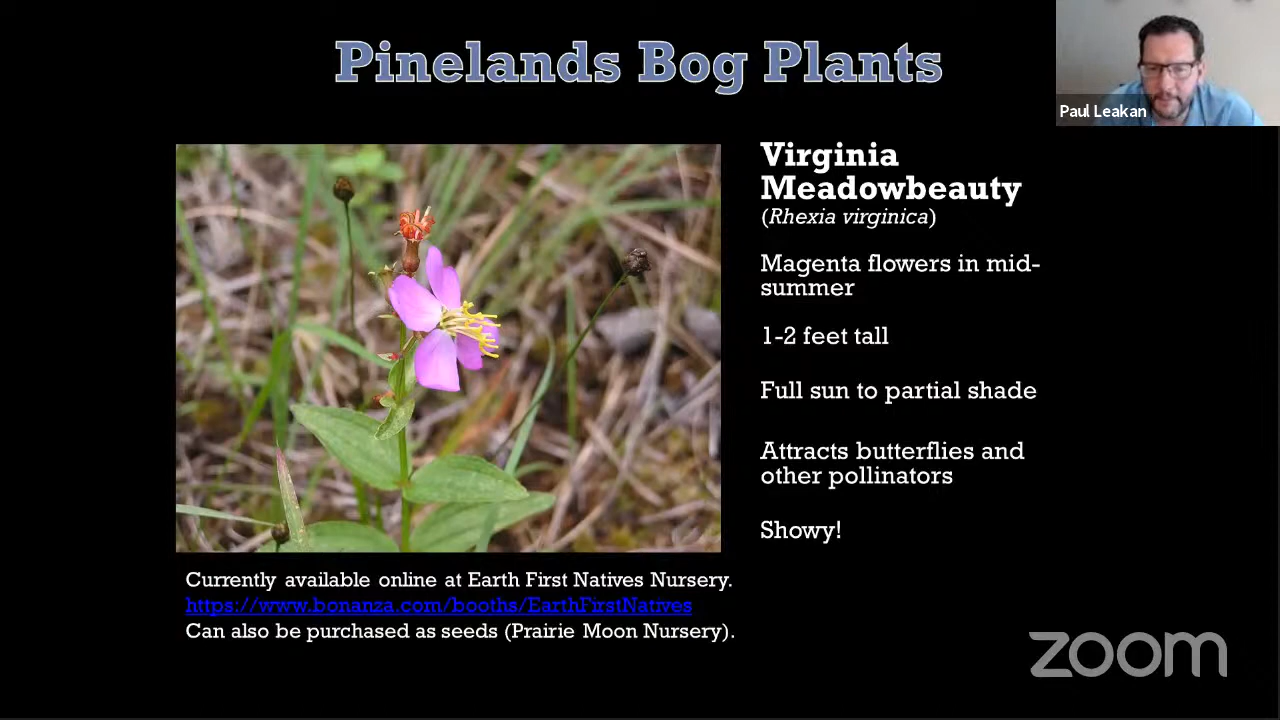 Pinelands Bog Plants
Paul Leakan
Virginia
Meadowbeauty
(Rhexia virginica)
Magenta flowers in mid-
summer
1-2 feet tall
Full sun to partial shade
Attracts butterflies and
other pollinators
Showy!
Currently available online at Earth First Natives Nursery.
https://www.bonanza.com/booths/EarthFirstNatives
Can also be purchased as seeds (Prairie Moon Nursery).
zoom